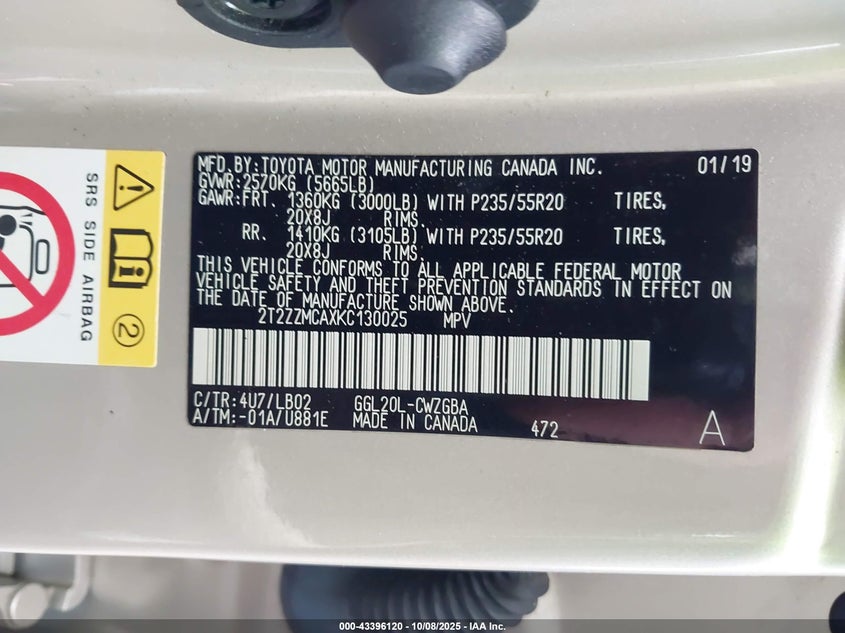 MFD.BY:TOYOTA MOTOR MANUFACTURING CANADA INC. 01/19
GVWR:2570KG (5665LB)
GAWR:FRT. 1360KG (3000LB) WITH P235/55R20 TIRES,
20X8J RIMS.
RR. 1410KG (3105LB) WITH P235/55R20 TIRES,
20X8J RIMS.
THIS VEHICLE CONFORMS TO ALL APPLICABLE FEDERAL MOTOR
VEHICLE SAFETY AND THEFT PREVENTION STANDARDS IN EFFECT ON
THE DATE OF MANUFACTURE SHOWN ABOVE.
2T2ZZMCAXKC130025 MPV
C/TR:4U7/LB02 GGL20L-CWZGBA
A/TM:-01A/U881E MADE IN CANADA 472 A
SRS SIDE AIRBAG
2
000-43396120 - 10/08/2025 - IAA Inc.